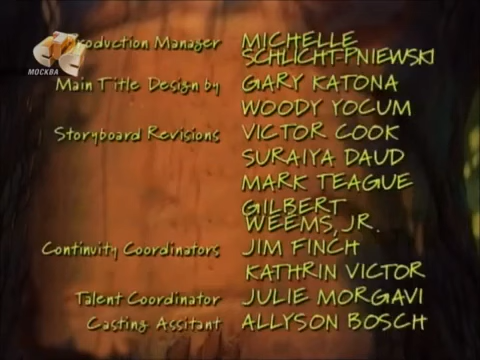 Production Manager MICHELLE
SCHLICHT-PNIEWSKI
Main Title Design by GARY KATONA
WOODY YOCUM
Storyboard Revisions VICTOR COOK
SURAIYA DAUD
MARK TEAGUE
GILBERT
WEEMS, JR.
Continuity Coordinators JIM FINCH
KATHRIN VICTOR
Talent Coordinator JULIE MORGAVI
Casting Assitant ALLYSON BOSCH
СТС
МОСКВА